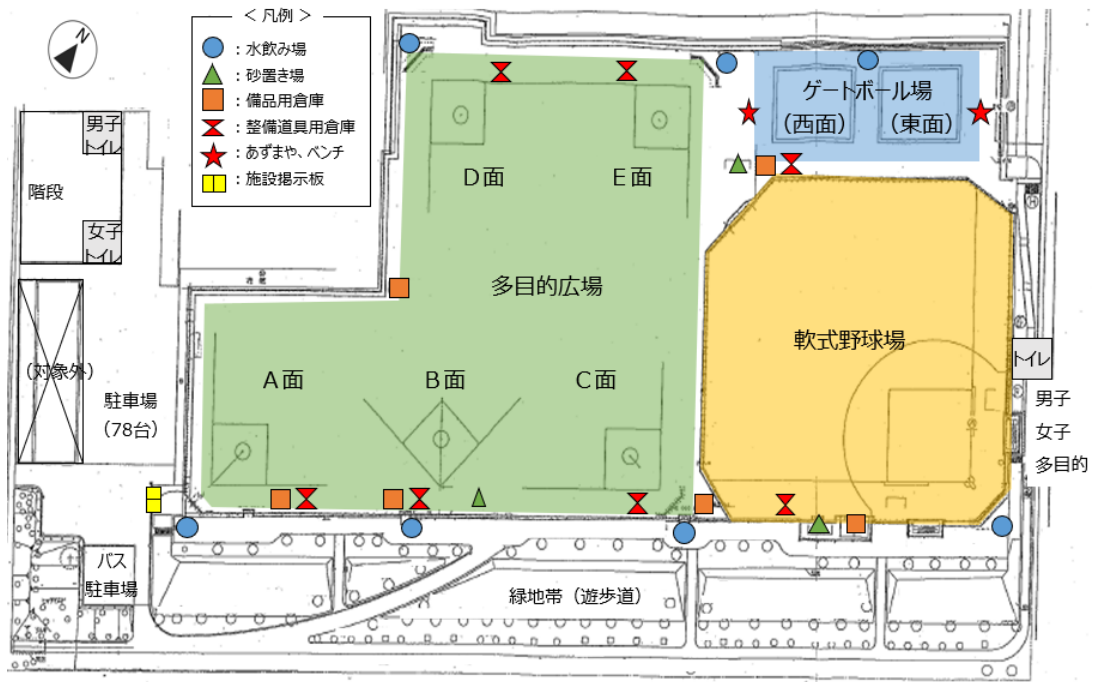 N
＜凡例＞
：水飲み場
：砂置き場
：備品用倉庫
：整備道具用倉庫
：あずまや、ベンチ
：施設掲示板
男子
トイレ
階段
女子
トイレ
（対象外）
駐車場
（78台）
バス
駐車場
ゲートボール場
（西面）
（東面）
D面
E面
多目的広場
A面
B面
C面
軟式野球場
トイレ
男子
女子
多目的
緑地帯（遊歩道）